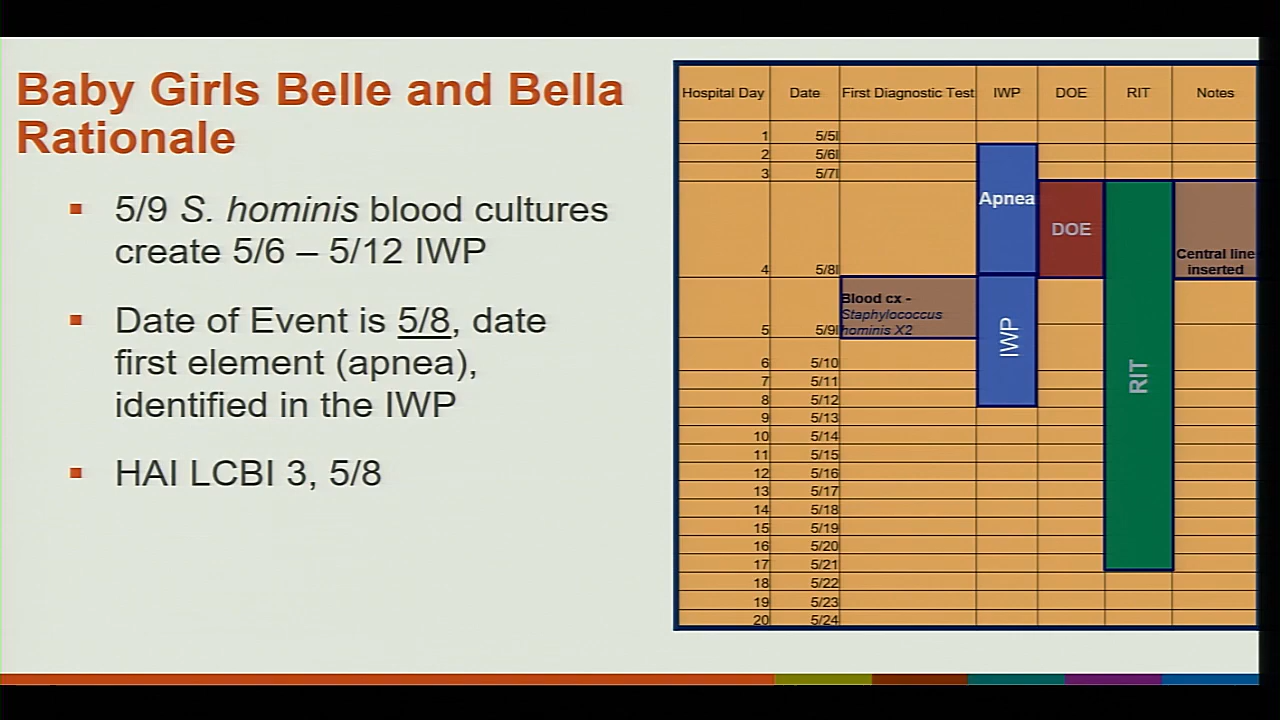 Baby Girls Belle and Bella
Rationale
▪ 5/9 S. hominis blood cultures
create 5/6 – 5/12 IWP
▪ Date of Event is 5/8, date
first element (apnea),
identified in the IWP
▪ HAI LCBI 3, 5/8
Hospital Day Date First Diagnostic Test IWP DOE RIT Notes
1 5/5
2 5/6
3 5/7
Apnea
DOE
Central line
inserted
4 5/8
Blood cx -
Staphylococcus
hominis X2
5 5/9
IWP
RIT
6 5/10
7 5/11
8 5/12
9 5/13
10 5/14
11 5/15
12 5/16
13 5/17
14 5/18
15 5/19
16 5/20
17 5/21
18 5/22
19 5/23
20 5/24